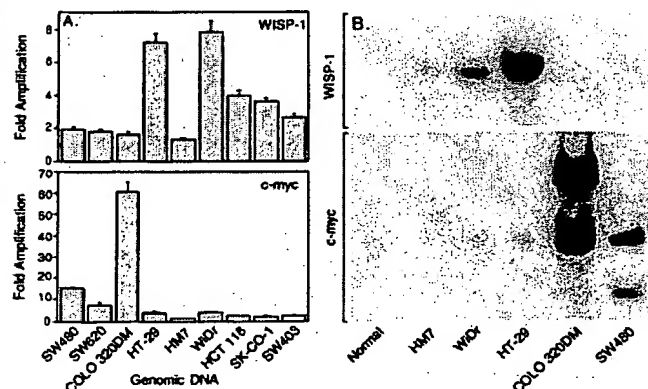 A.
WISP-1
Fold Amplification
8
6
4
2
0
c-myc
Fold Amplification
70
60
50
40
30
20
10
0
SW480
SW620
COLO 320DM
HT-29
HM7
WiDr
HCT 116
SK-CO-1
SW403
Genomic DNA
B.
WISP-1
c-myc
Normal
HM7
WiDr
HT-29
COLO 320DM
SW480